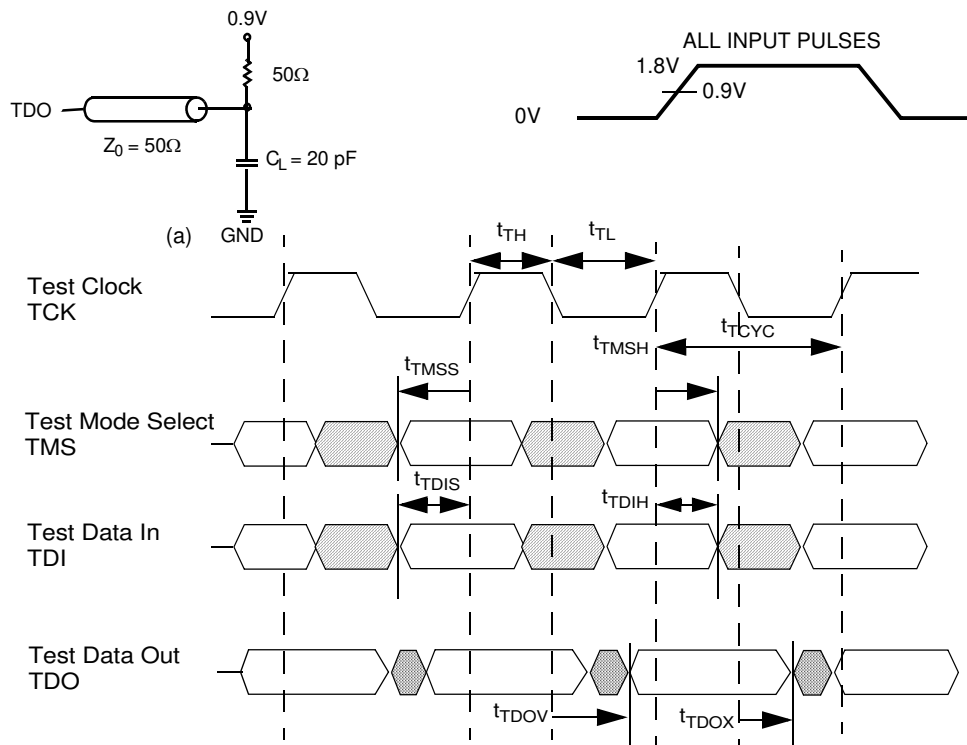 0.9V
50Ω
TDO
Z0 = 50Ω
CL = 20 pF
(a)
GND
ALL INPUT PULSES
1.8V
0.9V
0V
tTH
tTL
Test Clock
TCK
tTMSH
tTCYC
tTMSS
Test Mode Select
TMS
tTDIS
tTDIH
Test Data In
TDI
Test Data Out
TDO
tTDOV
tTDOX